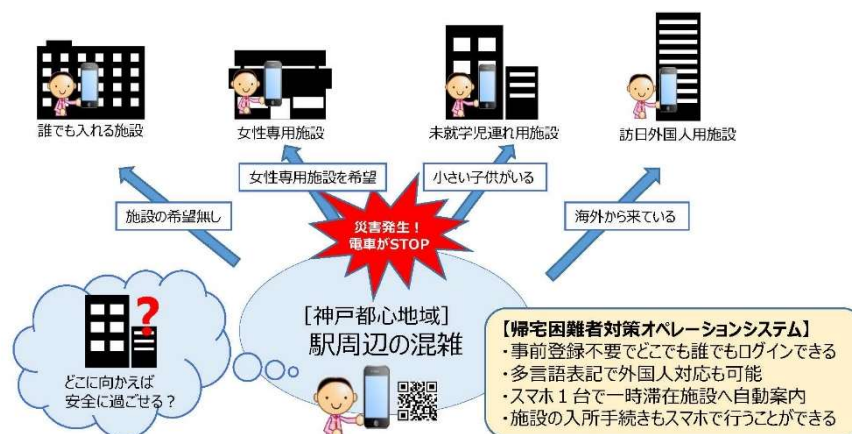 誰でも入れる施設
女性専用施設
未就学児連れ用施設
訪日外国人用施設
施設の希望無し
女性専用施設を希望
小さい子供がいる
海外から来ている
災害発生！
電車がSTOP
?
どこに向かえば
安全に過ごせる？
［神戸都心地域］
駅周辺の混雑
【帰宅困難者対策オペレーションシステム】
・事前登録不要でどこでも誰でもログインできる
・多言語表記で外国人対応も可能
・スマホ１台で一時滞在施設へ自動案内
・施設の入所手続きもスマホで行うことができる